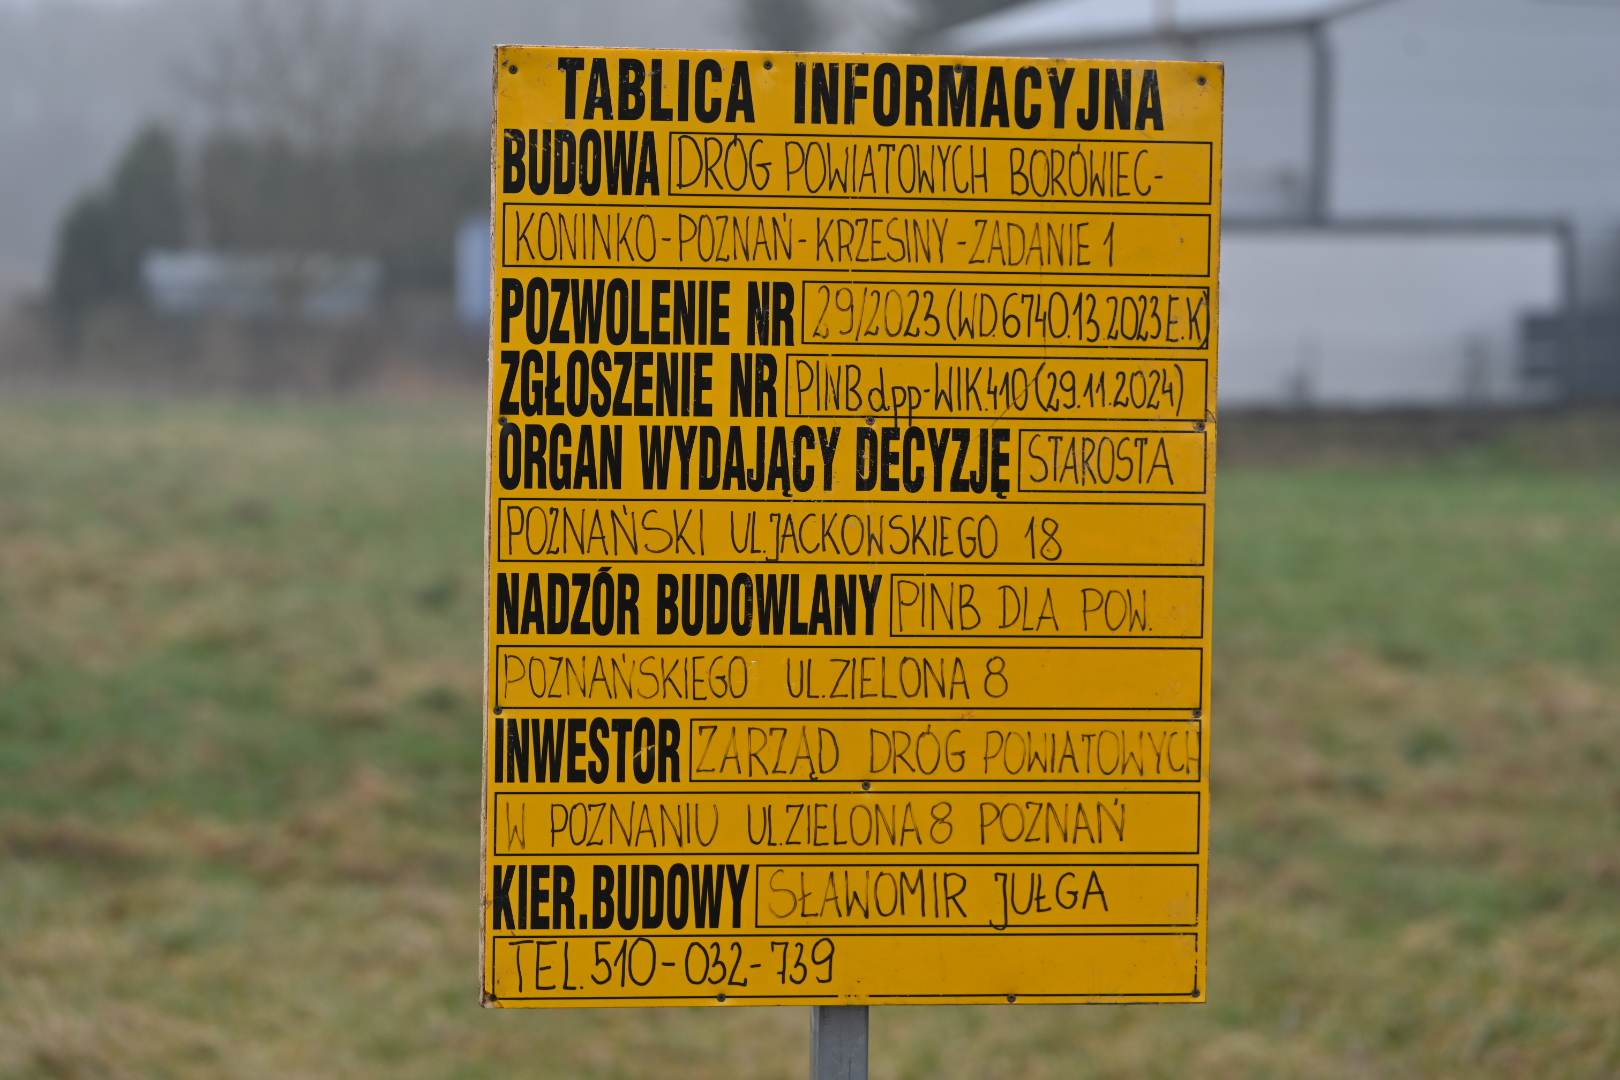 TABLICA INFORMACYJNA
BUDOWA DRÓG POWIATOWYCH BORÓWIEC-
KONINKO-POZNAŃ-KRZESINY-ZADANIE 1
POZWOLENIE NR 29/2023 (WD.6740.13.2023.E.K)
ZGŁOSZENIE NR PINBdpp-WIK.410 (29.11.2024)
ORGAN WYDAJĄCY DECYZJĘ STAROSTA
POZNAŃSKI UL.JACKOWSKIEGO 18
NADZÓR BUDOWLANY PINB DLA POW.
POZNAŃSKIEGO UL.ZIELONA 8
INWESTOR ZARZĄD DRÓG POWIATOWYCH
W POZNANIU UL.ZIELONA 8 POZNAŃ
KIER.BUDOWY SŁAWOMIR JUŁGA
TEL. 510-032-739